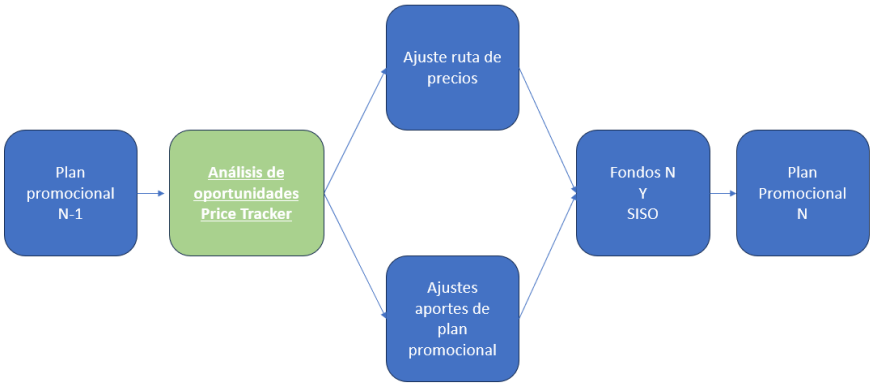 Plan
promocional
N-1
Análisis de
oportunidades
Price Tracker
Ajuste ruta de
precios
Ajustes
aportes de
plan
promocional
Fondos N
Y
SISO
Plan
Promocional
N